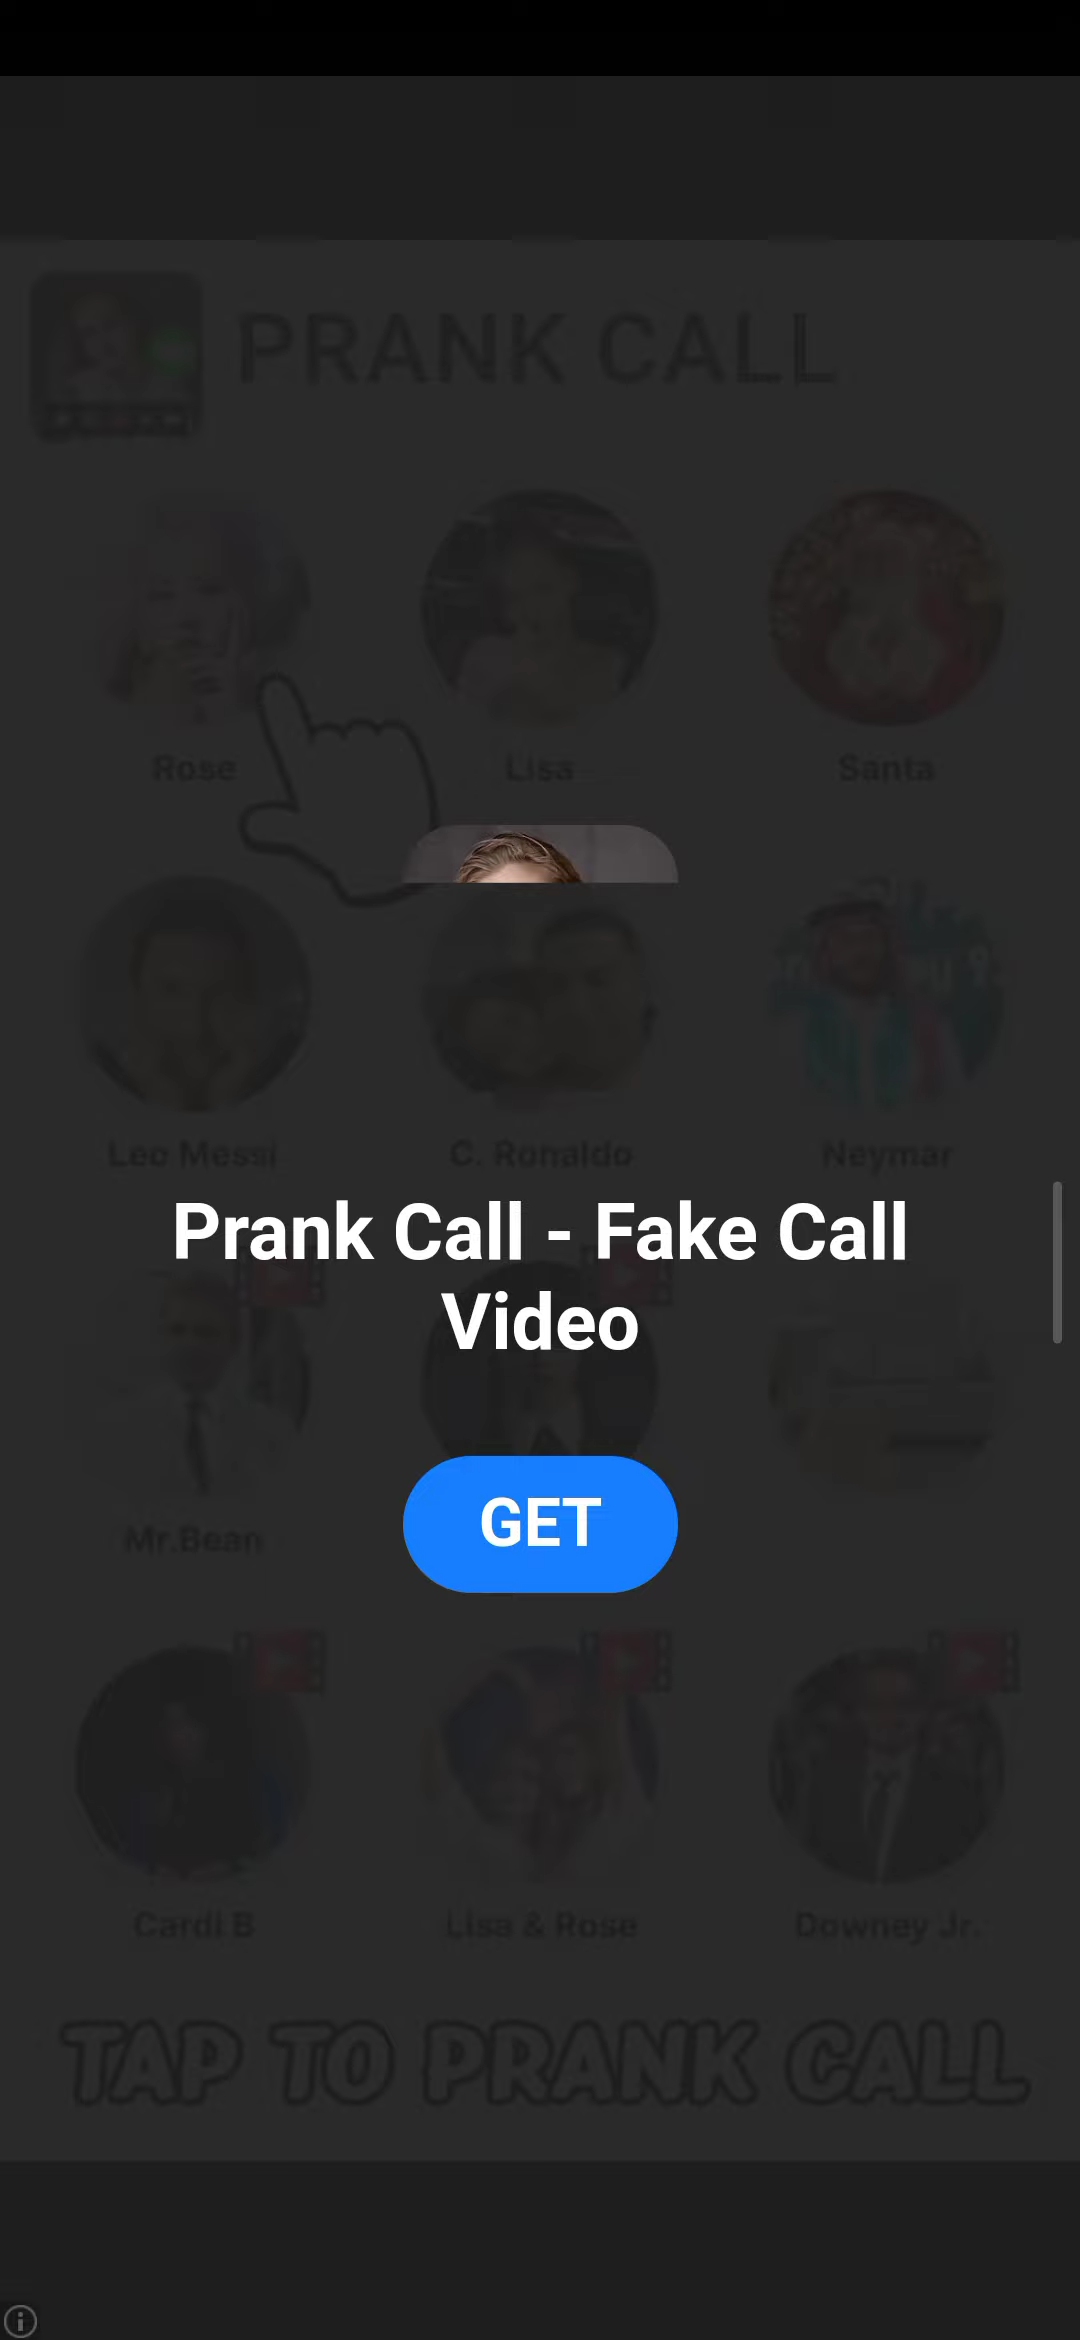 PRANK CALL
Rose
Lisa
Santa
Leo Messi
C. Ronaldo
Neymar
Prank Call - Fake Call
Video
GET
Mr.Bean
Cardi B
Lisa & Rose
Downey Jr.
TAP TO PRANK CALL